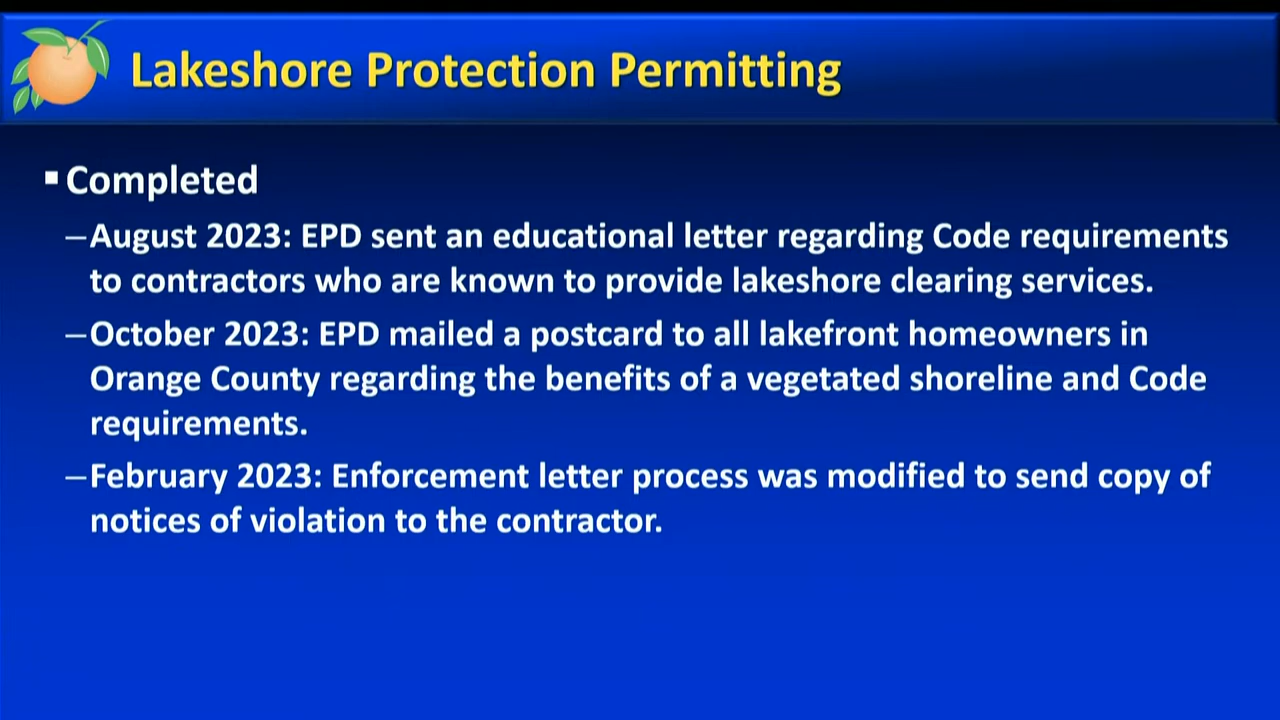 Lakeshore Protection Permitting
▪ Completed
–August 2023: EPD sent an educational letter regarding Code requirements
to contractors who are known to provide lakeshore clearing services.
–October 2023: EPD mailed a postcard to all lakefront homeowners in
Orange County regarding the benefits of a vegetated shoreline and Code
requirements.
–February 2023: Enforcement letter process was modified to send copy of
notices of violation to the contractor.